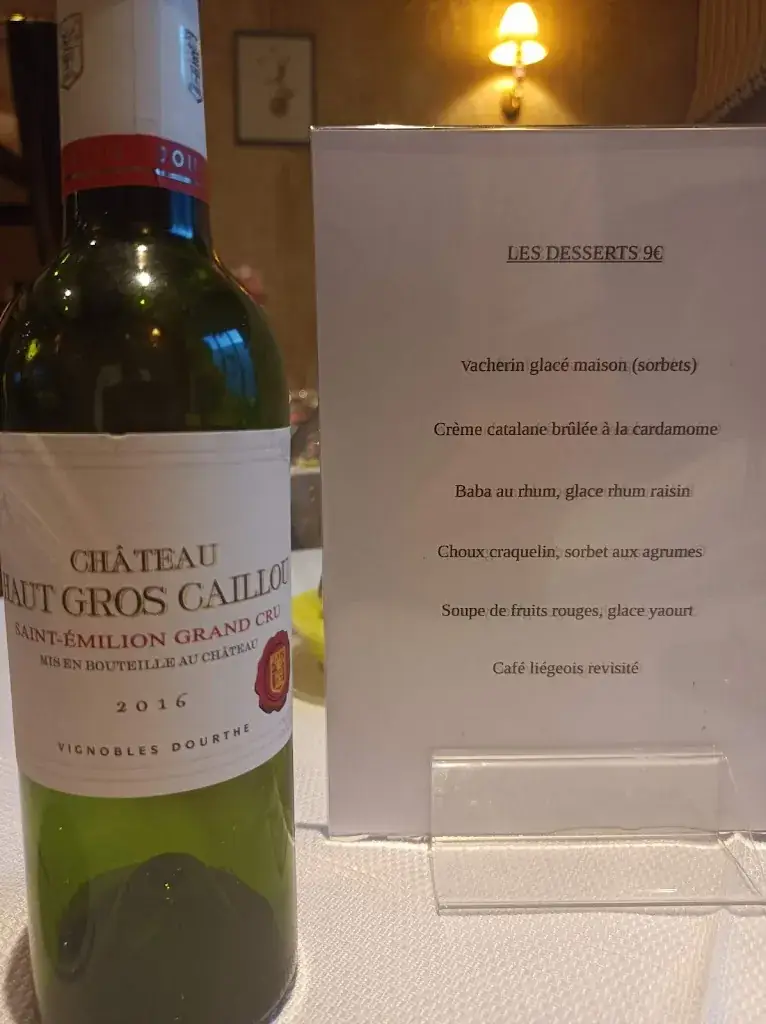 CHÂTEAU
HAUT GROS CAILLOU
SAINT-ÉMILION GRAND CRU
MIS EN BOUTEILLE AU CHÂTEAU
2016
VIGNOBLES DOURTHE
LES DESSERTS 9€
Vacherin glacé maison (sorbets)
Crème catalane brûlée à la cardamome
Baba au rhum, glace rhum raisin
Choux craquelin, sorbet aux agrumes
Soupe de fruits rouges, glace yaourt
Café liégeois revisité